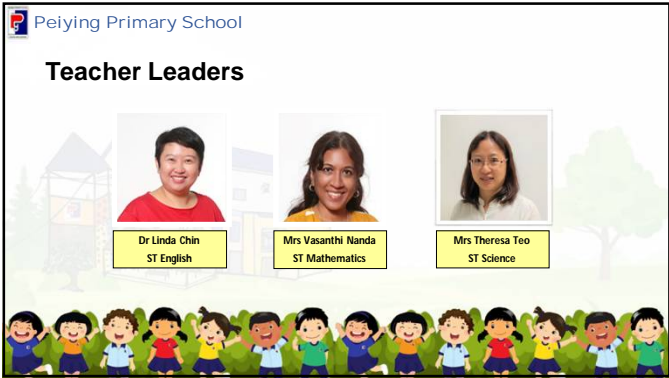 Peiying Primary School
Teacher Leaders
Dr Linda Chin
ST English
Mrs Vasanthi Nanda
ST Mathematics
Mrs Theresa Teo
ST Science